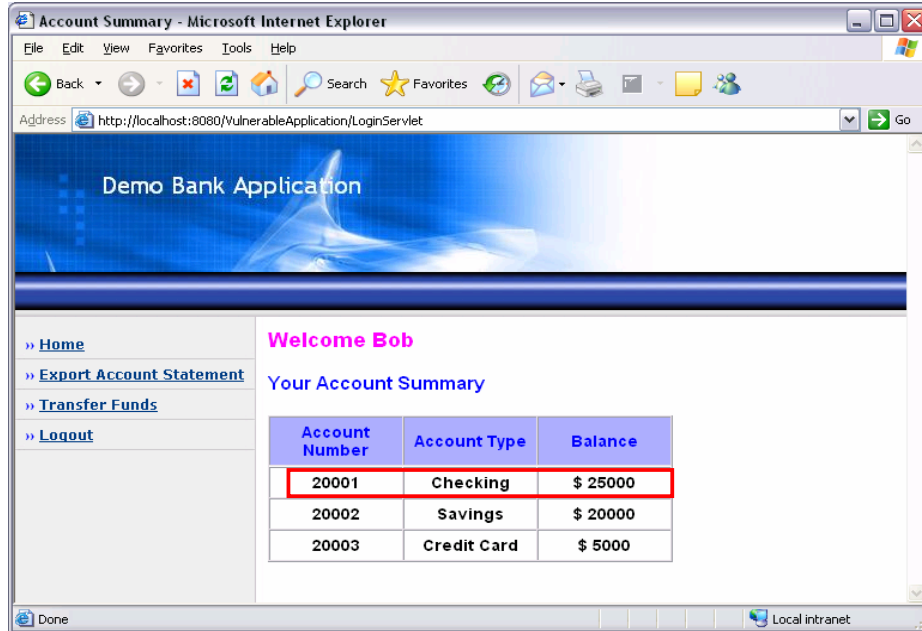 Account Summary - Microsoft Internet Explorer
File Edit View Favorites Tools Help
Back Search Favorites
Address http://localhost:8080/VulnerableApplication/LoginServlet Go
Demo Bank Application
» Home
» Export Account Statement
» Transfer Funds
» Logout
Welcome Bob
Your Account Summary
Account Number Account Type Balance
20001 Checking $ 25000
20002 Savings $ 20000
20003 Credit Card $ 5000
Done Local intranet